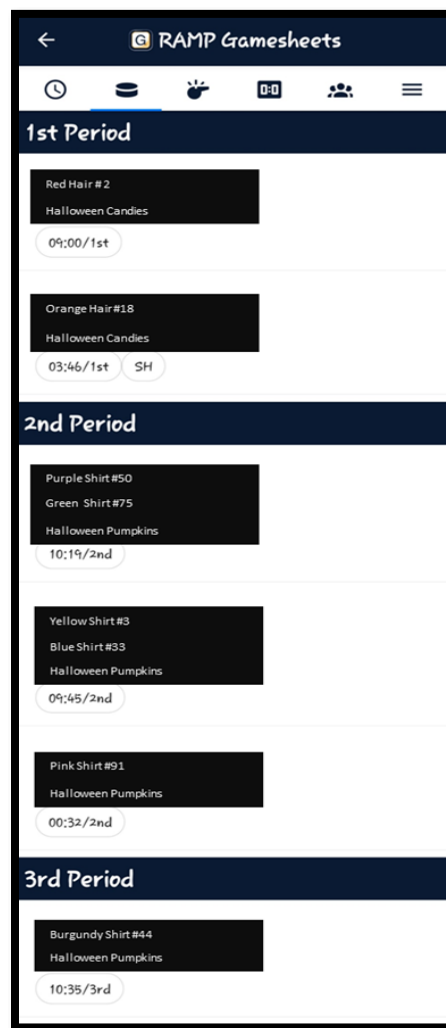 RAMP Gamesheets
0:0
1st Period
Red Hair # 2
Halloween Candies
09:00/1st
Orange Hair#18
Halloween Candies
03:46/1st SH
2nd Period
Purple Shirt#50
Green Shirt#75
Halloween Pumpkins
10:19/2nd
Yellow Shirt#3
Blue Shirt#33
Halloween Pumpkins
09:45/2nd
Pink Shirt#91
Halloween Pumpkins
00:32/2nd
3rd Period
Burgundy Shirt#44
Halloween Pumpkins
10:35/3rd